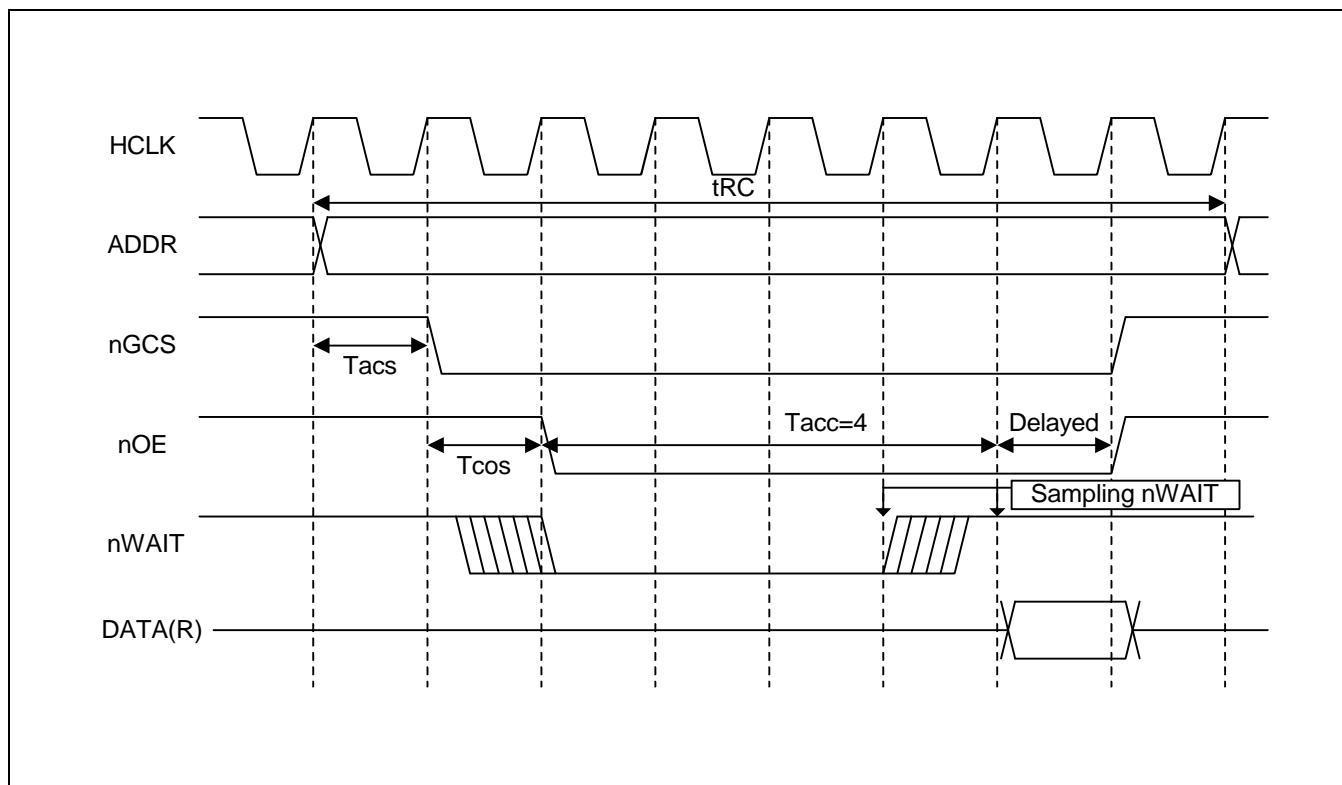 HCLK
tRC
ADDR
nGCS
Tacs
nOE
Tacc=4
Delayed
Tcos
Sampling nWAIT
nWAIT
DATA(R)